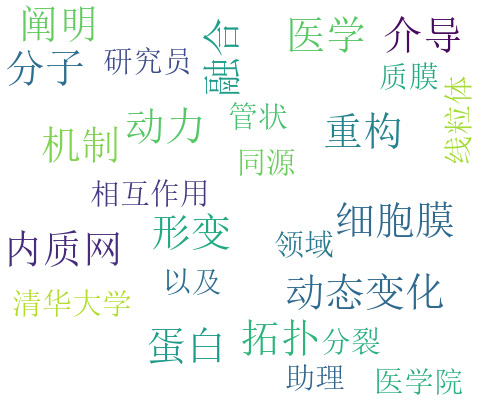 阐明
融合
医学
介导
分子
研究员
质膜
线粒体
动力
管状
重构
机制
同源
相互作用
细胞膜
形变
内质网
领域
以及
动态变化
清华大学
蛋白
拓扑
分裂
助理
医学院